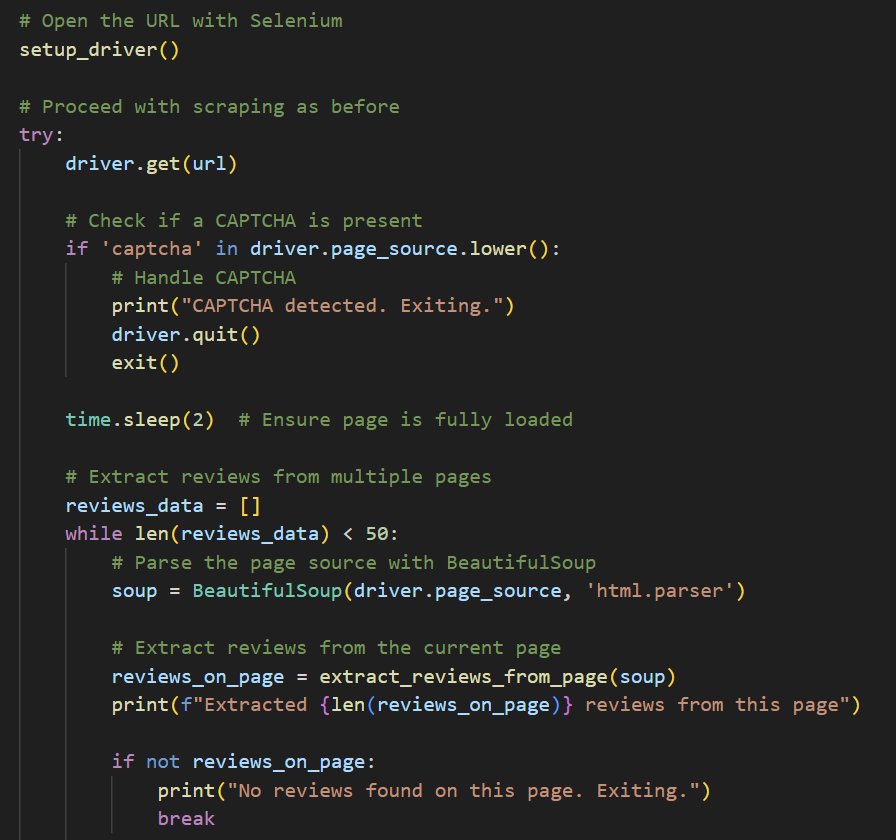 # Open the URL with Selenium
setup_driver()
# Proceed with scraping as before
try:
    driver.get(url)
    # Check if a CAPTCHA is present
    if 'captcha' in driver.page_source.lower():
        # Handle CAPTCHA
        print("CAPTCHA detected. Exiting.")
        driver.quit()
        exit()
    time.sleep(2)  # Ensure page is fully loaded
    # Extract reviews from multiple pages
    reviews_data = []
    while len(reviews_data) < 50:
        # Parse the page source with BeautifulSoup
        soup = BeautifulSoup(driver.page_source, 'html.parser')
        # Extract reviews from the current page
        reviews_on_page = extract_reviews_from_page(soup)
        print(f"Extracted {len(reviews_on_page)} reviews from this page")
        if not reviews_on_page:
            print("No reviews found on this page. Exiting.")
            break